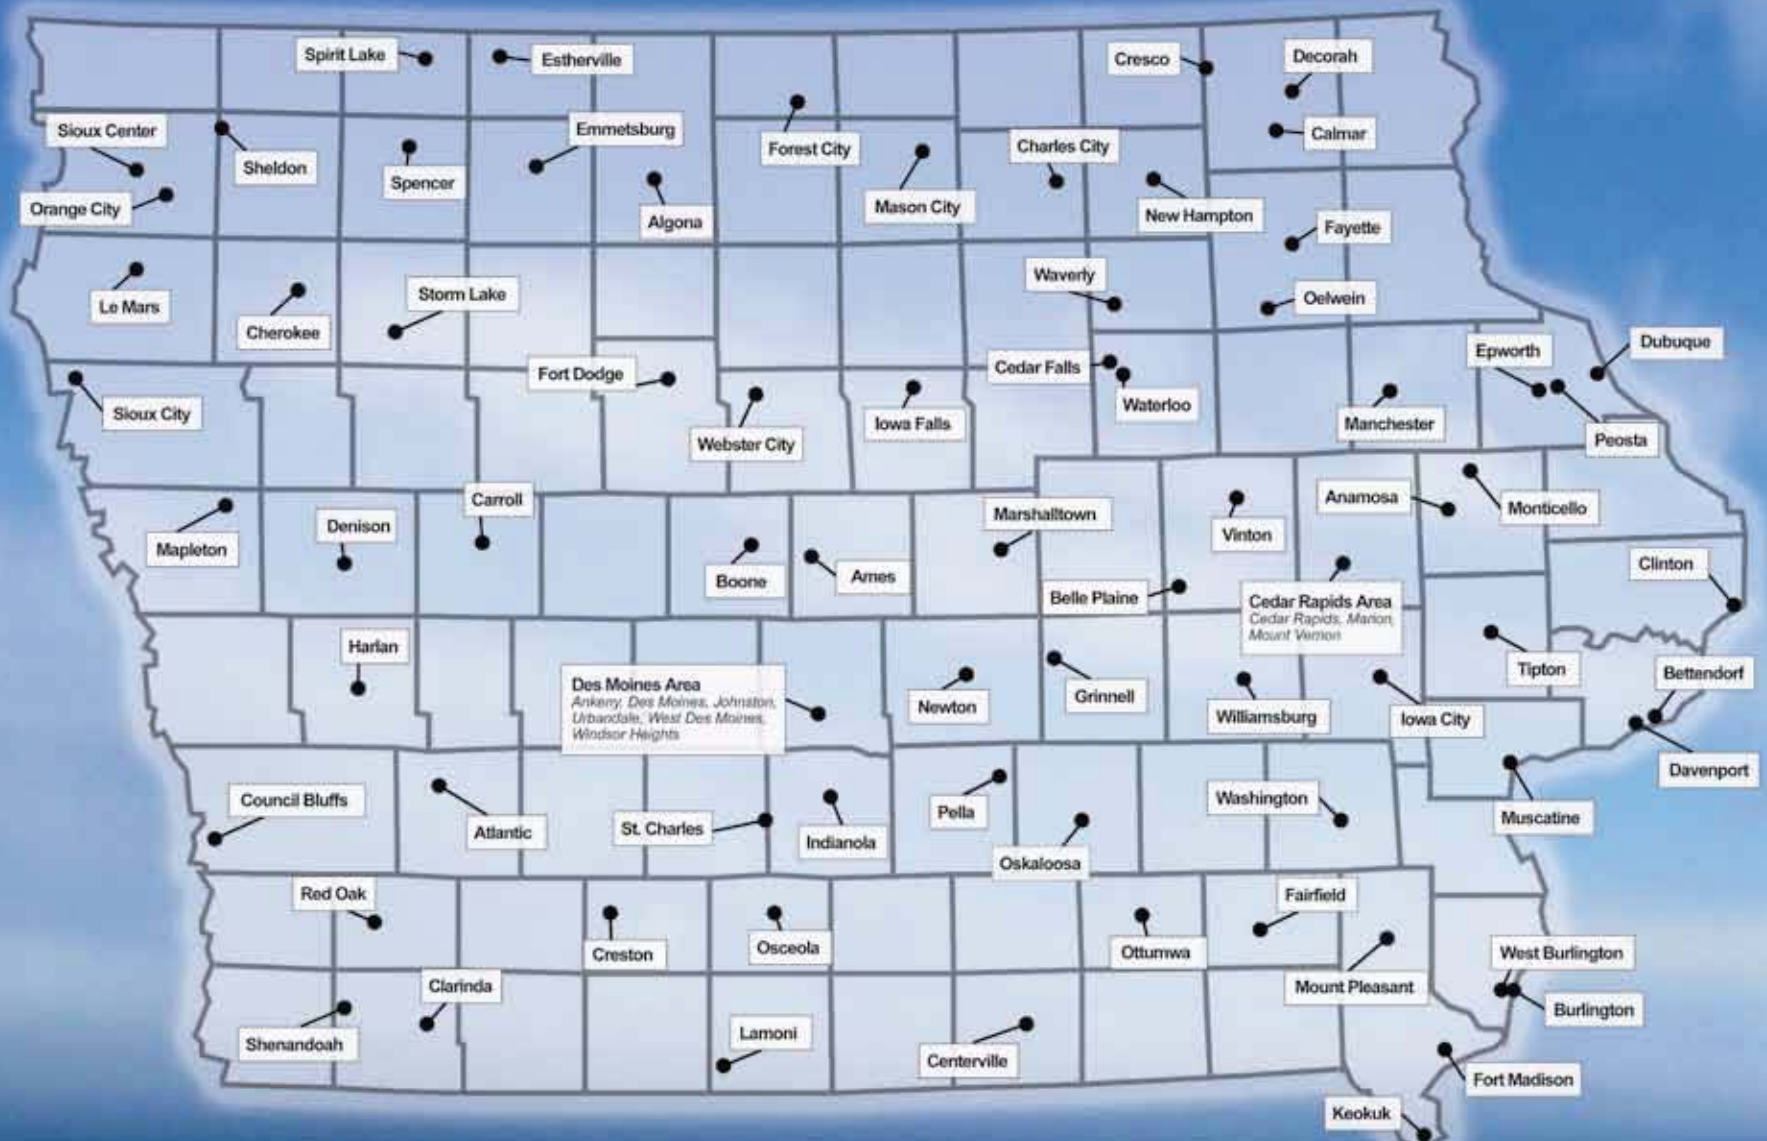 Spirit Lake
Estherville
Cresco
Decorah
Sioux Center
Emmetsburg
Forest City
Charles City
Calmar
Sheldon
Spencer
Orange City
Algona
Mason City
New Hampton
Fayette
Le Mars
Storm Lake
Waverly
Oelwein
Cherokee
Dubuque
Epworth
Fort Dodge
Cedar Falls
Sioux City
Waterloo
Webster City
Iowa Falls
Manchester
Peosta
Carroll
Anamosa
Monticello
Marshalltown
Denison
Vinton
Mapleton
Clinton
Boone
Ames
Belle Plaine
Cedar Rapids Area
Cedar Rapids, Marion,
Mount Vernon
Harlan
Tipton
Bettendorf
Des Moines Area
Ankeny, Des Moines, Johnston,
Urbandale, West Des Moines,
Windsor Heights
Newton
Grinnell
Williamsburg
Iowa City
Davenport
Council Bluffs
Washington
Pella
Muscatine
St. Charles
Atlantic
Indianola
Oskaloosa
Red Oak
Fairfield
Creston
Osceola
Ottumwa
West Burlington
Clarinda
Mount Pleasant
Burlington
Shenandoah
Lamoni
Centerville
Fort Madison
Keokuk